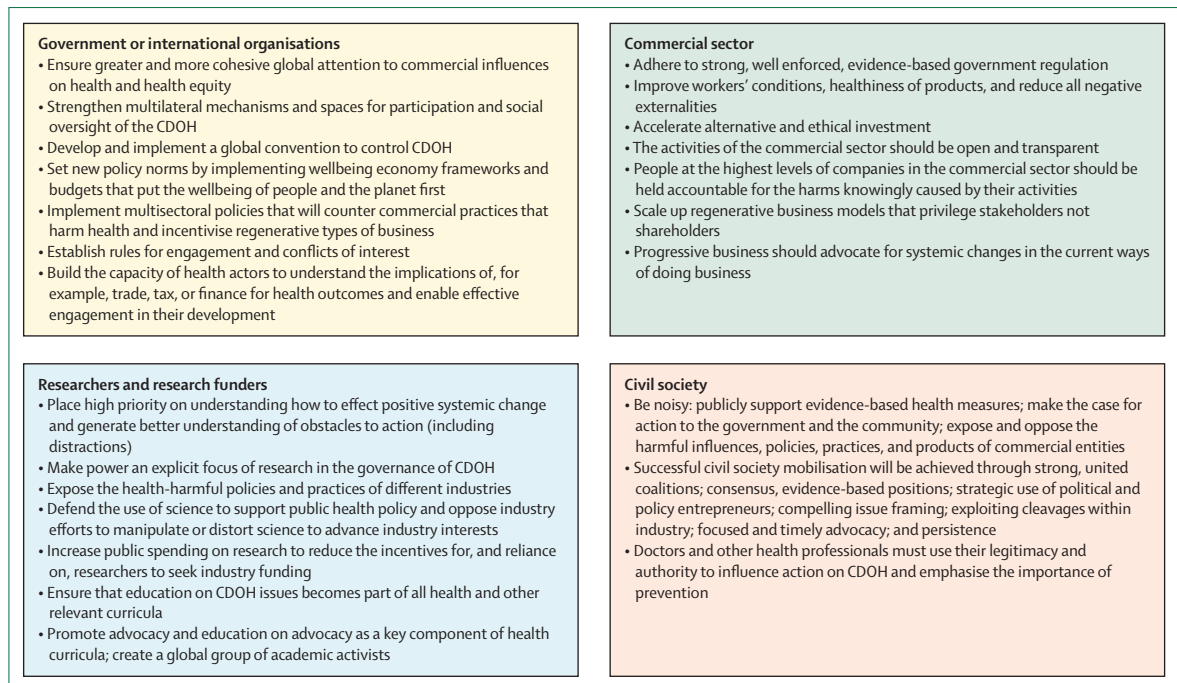 Government or international organisations
• Ensure greater and more cohesive global attention to commercial influences
on health and health equity
• Strengthen multilateral mechanisms and spaces for participation and social
oversight of the CDOH
• Develop and implement a global convention to control CDOH
• Set new policy norms by implementing wellbeing economy frameworks and
budgets that put the wellbeing of people and the planet first
• Implement multisectoral policies that will counter commercial practices that
harm health and incentivise regenerative types of business
• Establish rules for engagement and conflicts of interest
• Build the capacity of health actors to understand the implications of, for
example, trade, tax, or finance for health outcomes and enable effective
engagement in their development
Commercial sector
• Adhere to strong, well enforced, evidence-based government regulation
• Improve workers’ conditions, healthiness of products, and reduce all negative
externalities
• Accelerate alternative and ethical investment
• The activities of the commercial sector should be open and transparent
• People at the highest levels of companies in the commercial sector should be
held accountable for the harms knowingly caused by their activities
• Scale up regenerative business models that privilege stakeholders not
shareholders
• Progressive business should advocate for systemic changes in the current ways
of doing business
Researchers and research funders
• Place high priority on understanding how to effect positive systemic change
and generate better understanding of obstacles to action (including
distractions)
• Make power an explicit focus of research in the governance of CDOH
• Expose the health-harmful policies and practices of different industries
• Defend the use of science to support public health policy and oppose industry
efforts to manipulate or distort science to advance industry interests
• Increase public spending on research to reduce the incentives for, and reliance
on, researchers to seek industry funding
• Ensure that education on CDOH issues becomes part of all health and other
relevant curricula
• Promote advocacy and education on advocacy as a key component of health
curricula; create a global group of academic activists
Civil society
• Be noisy: publicly support evidence-based health measures; make the case for
action to the government and the community; expose and oppose the
harmful influences, policies, practices, and products of commercial entities
• Successful civil society mobilisation will be achieved through strong, united
coalitions; consensus, evidence-based positions; strategic use of political and
policy entrepreneurs; compelling issue framing; exploiting cleavages within
industry; focused and timely advocacy; and persistence
• Doctors and other health professionals must use their legitimacy and
authority to influence action on CDOH and emphasise the importance of
prevention